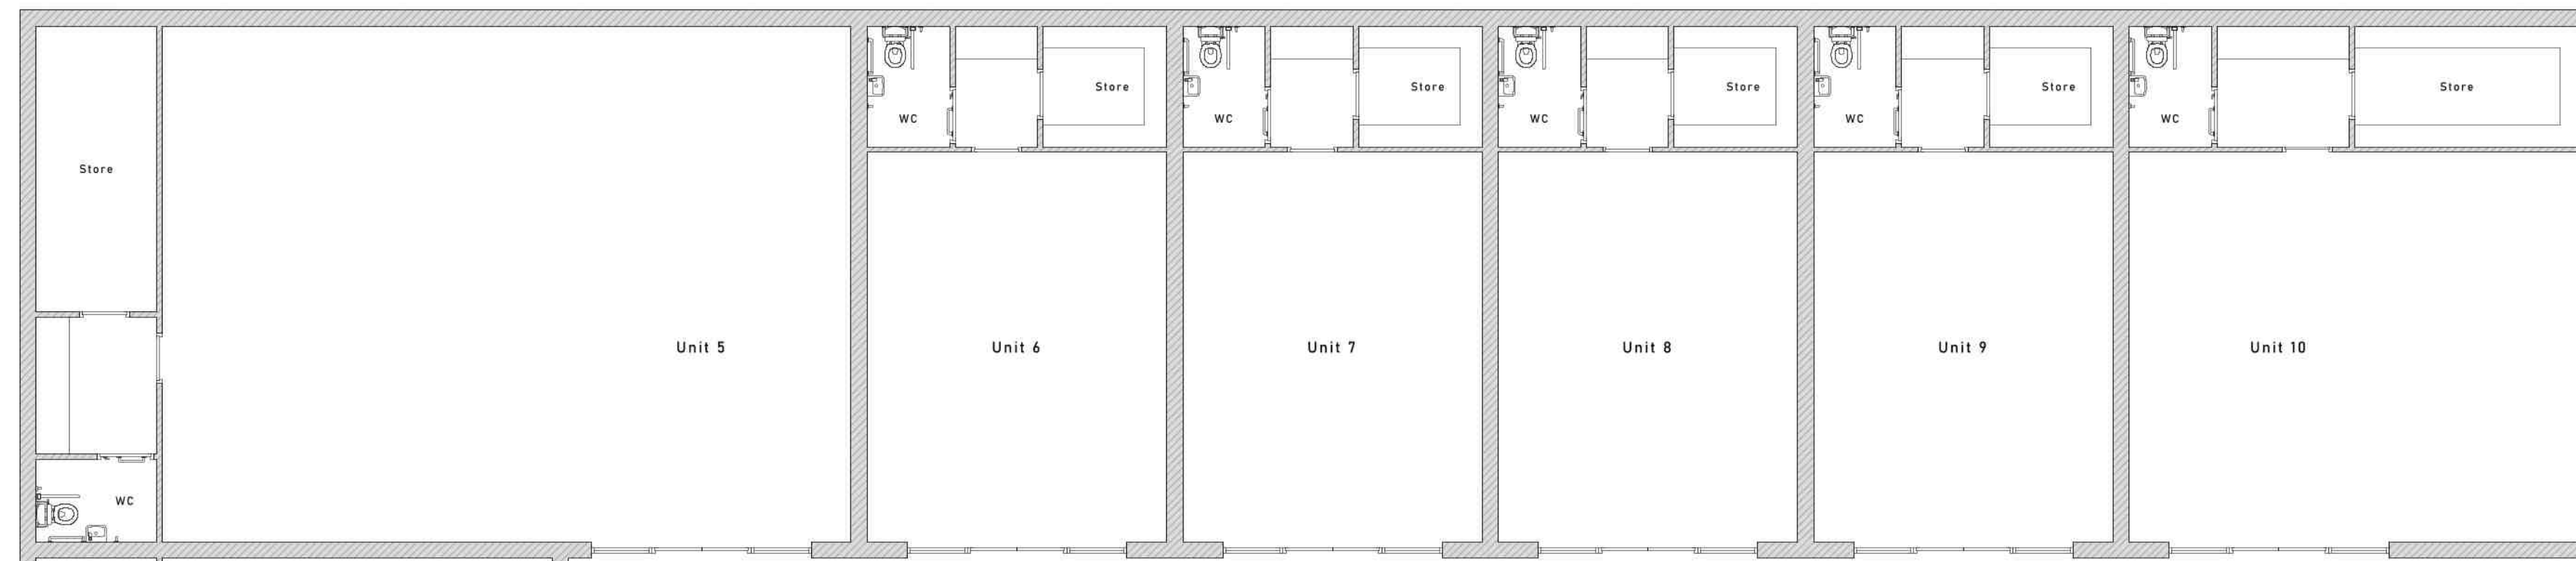 Store
WC
Unit 5
Store
WC
Unit 6
Store
WC
Unit 7
Store
WC
Unit 8
Store
WC
Unit 9
Store
WC
Unit 10